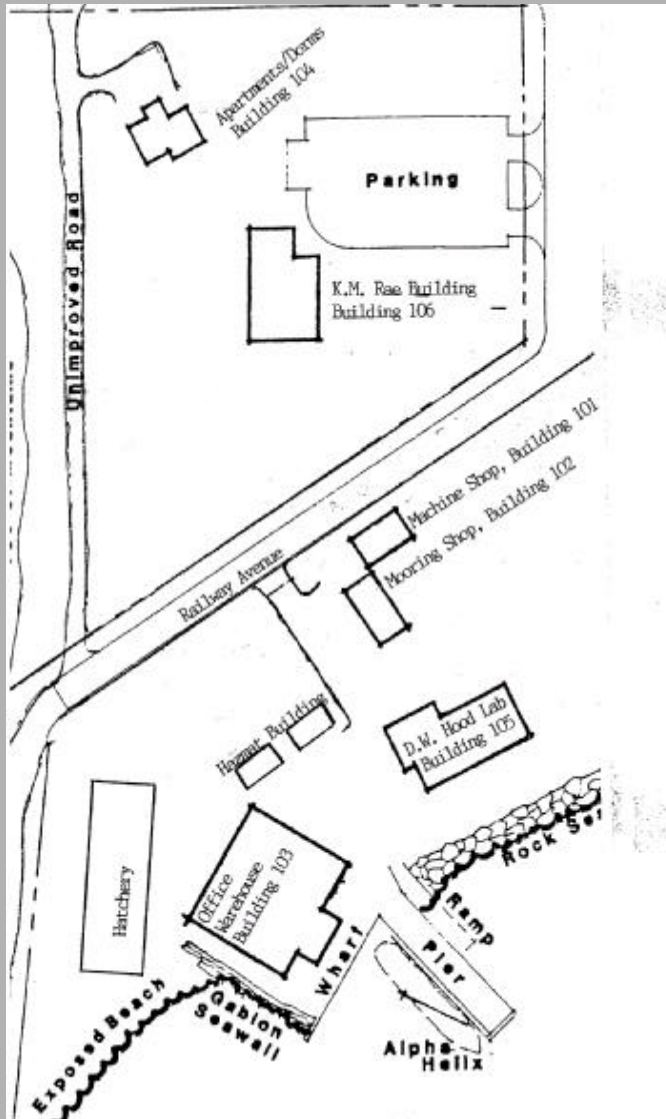 Apartments/Dorms
Building 104
Parking
Unimproved Road
K.M. Rae Building
Building 106
Machine Shop, Building 101
Mooring Shop, Building 102
Railway Avenue
Hazmat Building
D.W. Hood Lab
Building 105
Rock
Hatchery
Office
Warehouse
Building 103
Ramp
Wharf
Pier
Exposed Beach
Gabion
Seawall
Alpha
Helix